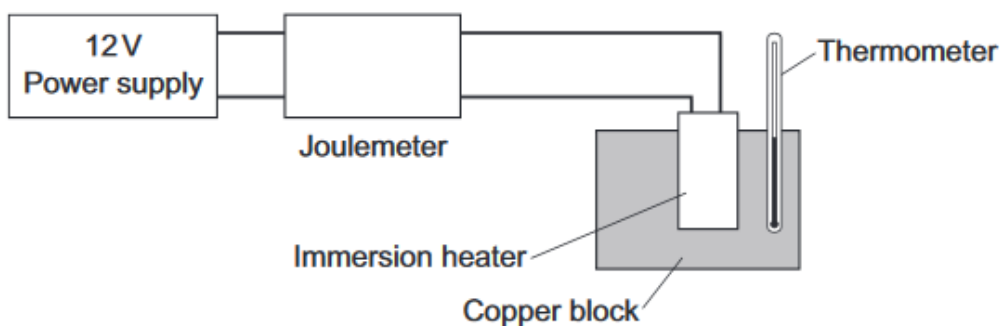 12 V
Power supply
Joulemeter
Thermometer
Immersion heater
Copper block